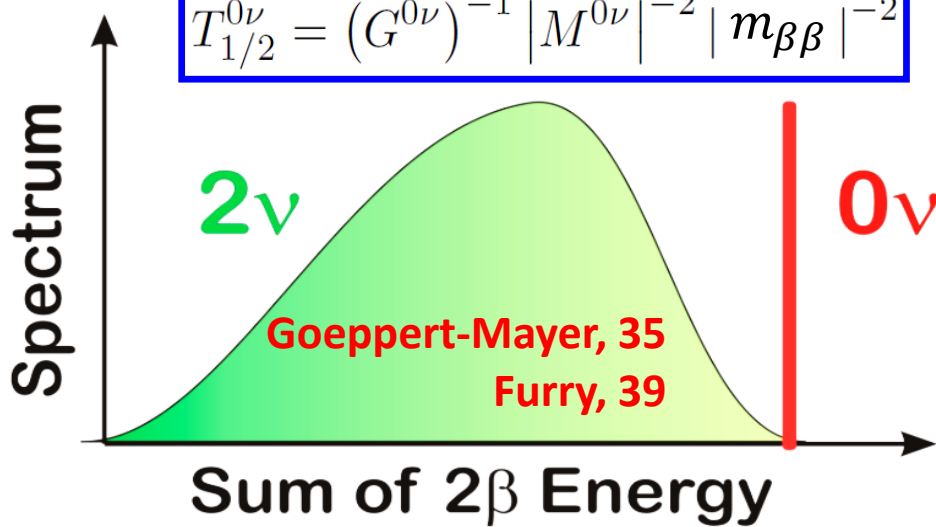 T^{0ν}_{1/2} = (G^{0ν})^{-1} |M^{0ν}|^{-2} | m_{ββ} |^{-2}
Spectrum
2ν
0ν
Goeppert-Mayer, 35
Furry, 39
Sum of 2β Energy